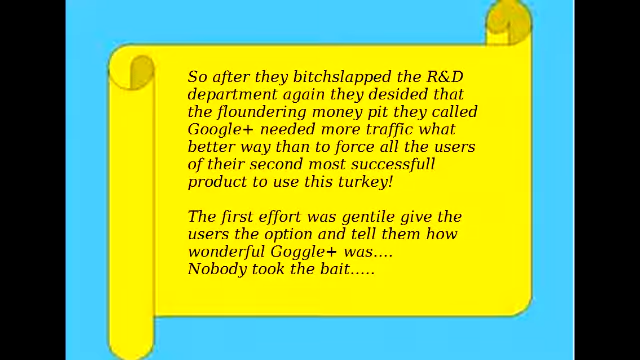 So after they bitchslapped the R&D
department again they desided that
the floundering money pit they called
Google+ needed more traffic what
better way than to force all the users
of their second most successfull
product to use this turkey!
The first effort was gentile give the
users the option and tell them how
wonderful Goggle+ was....
Nobody took the bait.....